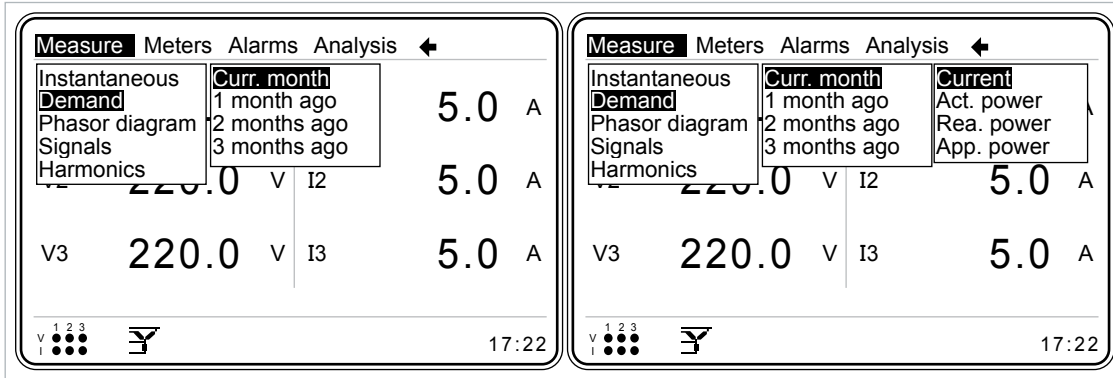 Measure Meters Alarms Analysis
Instantaneous
Demand
Phasor diagram
Signals
Harmonics
Curr. month
1 month ago
2 months ago
3 months ago
5.0 A
220.0 V I2 5.0 A
V3 220.0 V I3 5.0 A
1 2 3
V
I
17:22
Measure Meters Alarms Analysis
Instantaneous
Demand
Phasor diagram
Signals
Harmonics
Curr. month
1 month ago
2 months ago
3 months ago
Current
Act. power
Rea. power
App. power
220.0 V I2 5.0 A
V3 220.0 V I3 5.0 A
1 2 3
V
I
17:22